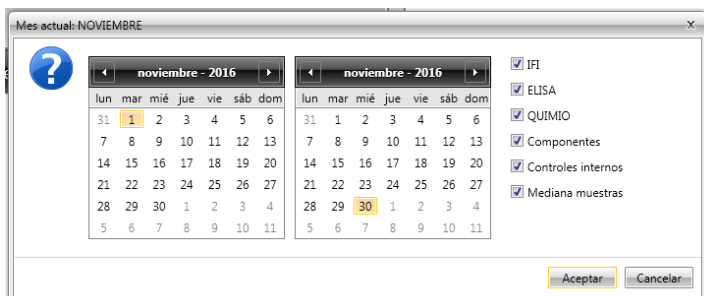 Mes actual: NOVIEMBRE
x
?
noviembre - 2016
lun mar mié jue vie sáb dom
31 1 2 3 4 5 6
7 8 9 10 11 12 13
14 15 16 17 18 19 20
21 22 23 24 25 26 27
28 29 30 1 2 3 4
5 6 7 8 9 10 11
noviembre - 2016
lun mar mié jue vie sáb dom
31 1 2 3 4 5 6
7 8 9 10 11 12 13
14 15 16 17 18 19 20
21 22 23 24 25 26 27
28 29 30 1 2 3 4
5 6 7 8 9 10 11
IFI
ELISA
QUIMIO
Componentes
Controles internos
Mediana muestras
Aceptar
Cancelar